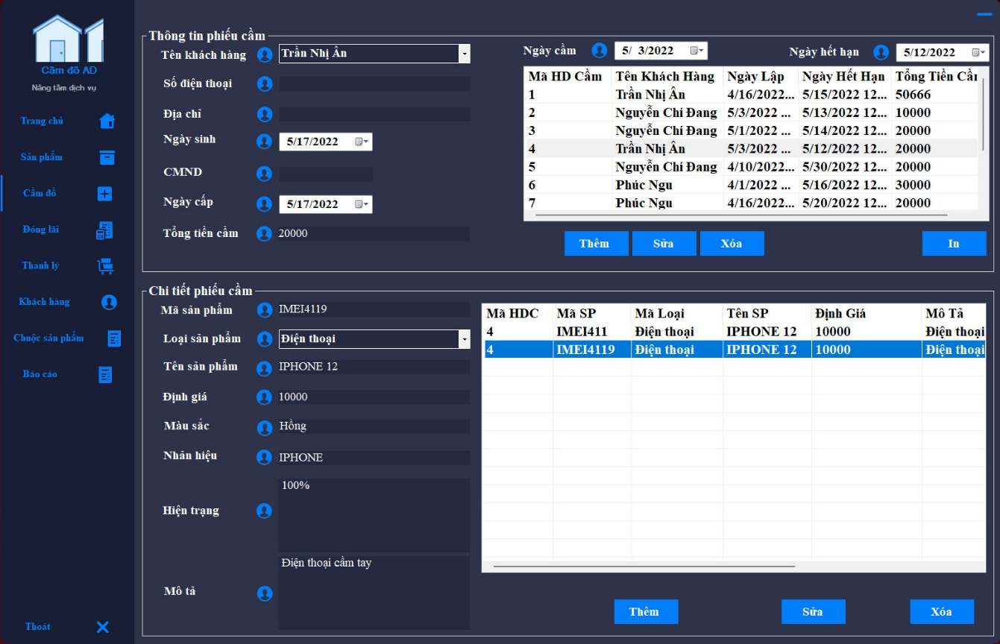 Cầm đồ AD
Nâng tầm dịch vụ
Trang chủ
Sản phẩm
Cầm đồ
Đóng lãi
Thanh lý
Khách hàng
Chuộc sản phẩm
Báo cáo
Thoát
Thông tin phiếu cầm
Tên khách hàng Trần Nhị Ân
Số điện thoại
Địa chỉ
Ngày sinh 5/17/2022
CMND
Ngày cấp 5/17/2022
Tổng tiền cầm 20000
Ngày cầm 5/ 3/2022 Ngày hết hạn 5/12/2022
Mã HD Cầm Tên Khách Hàng Ngày Lập Ngày Hết Hạn Tổng Tiền Cầ
1 Trần Nhị Ân 4/16/2022... 5/15/2022 12... 50666
2 Nguyễn Chí Đang 5/3/2022 ... 5/13/2022 12... 10000
3 Nguyễn Chí Đang 5/1/2022 ... 5/14/2022 12... 20000
4 Trần Nhị Ân 5/3/2022 ... 5/12/2022 12... 20000
5 Nguyễn Chí Đang 4/10/2022... 5/30/2022 12... 20000
6 Phúc Ngu 4/1/2022 ... 5/16/2022 12... 30000
7 Phúc Ngu 4/16/2022... 5/20/2022 12... 20000
Thêm Sửa Xóa In
Chi tiết phiếu cầm
Mã sản phẩm IMEI4119
Loại sản phẩm Điện thoại
Tên sản phẩm IPHONE 12
Định giá 10000
Màu sắc Hồng
Nhãn hiệu IPHONE
Hiện trạng 100%
Mô tả Điện thoại cầm tay
Mã HDC Mã SP Mã Loại Tên SP Định Giá Mô Tả
4 IMEI411 Điện thoại IPHONE 12 10000 Điện thoại
4 IMEI4119 Điện thoại IPHONE 12 10000 Điện thoại
Thêm Sửa Xóa